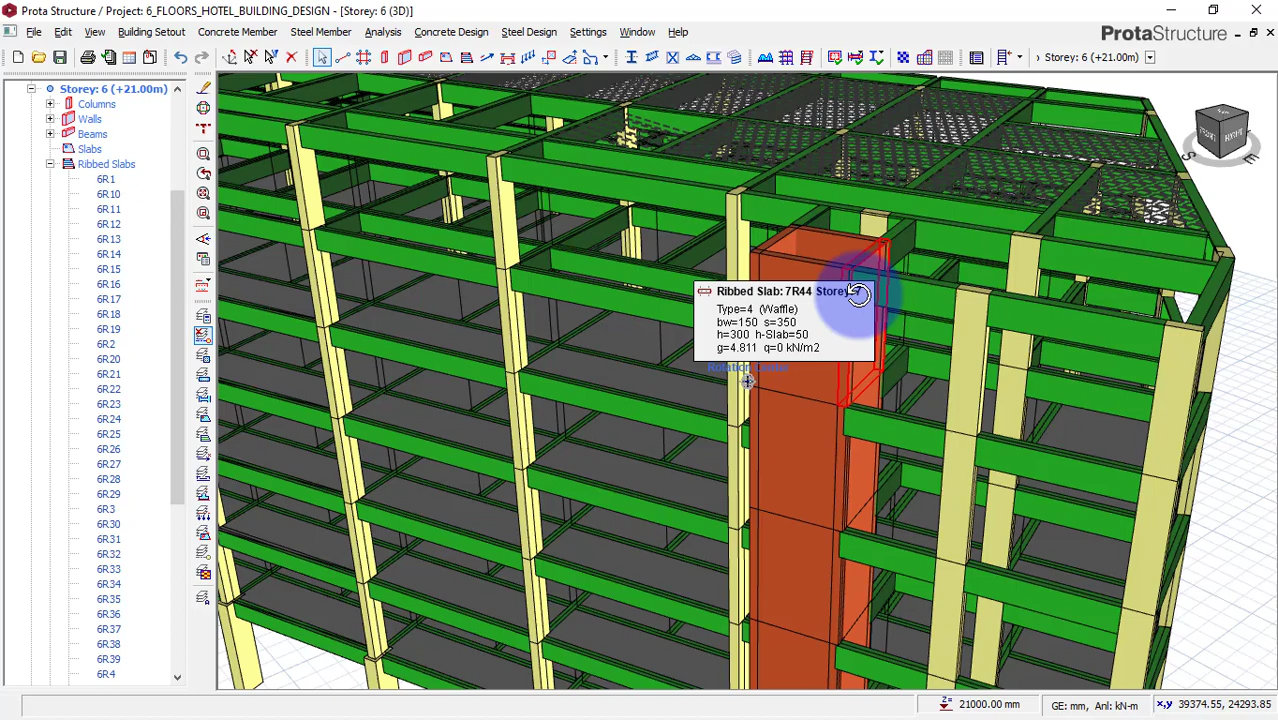 Prota Structure / Project: 6_FLOORS_HOTEL_BUILDING_DESIGN - [Storey: 6 (3D)]
File Edit View Building Setout Concrete Member Steel Member Analysis Concrete Design Steel Design Settings Window Help
ProtaStructure®
Storey: 6 (+21.00m)
Storey: 6 (+21.00m)
Columns
Walls
Beams
Slabs
Ribbed Slabs
6R1
6R10
6R11
6R12
6R13
6R14
6R15
6R16
6R17
6R18
6R19
6R2
6R20
6R21
6R22
6R23
6R24
6R25
6R26
6R27
6R28
6R29
6R3
6R30
6R31
6R32
6R33
6R34
6R35
6R36
6R37
6R38
6R39
6R4
RIGHT
S
E
Ribbed Slab: 7R44 Storey: 7
Type=4 (Waffle)
bw=150 s=350
h=300 h-Slab=50
g=4.811 q=0 kN/m2
Rotation Center
Z= 21000.00 mm
GE: mm, Anl: kN-m
x,y 39374.55, 24293.85